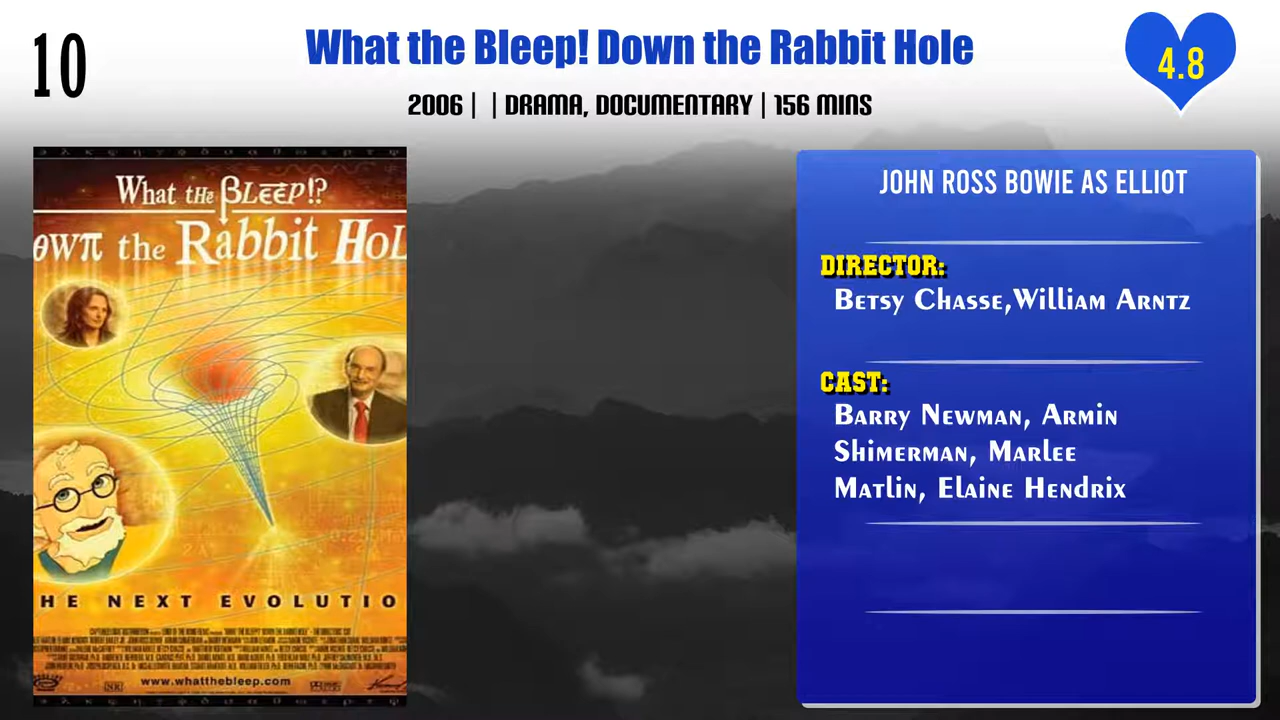 10
What the Bleep! Down the Rabbit Hole
4.8
2006 | | DRAMA, DOCUMENTARY | 156 MINS
What tHe BLEEP!?
θwπ the Rabbit HoL
HE NEXT EVOLUTIO
www.whatthebleep.com
JOHN ROSS BOWIE AS ELLIOT
DIRECTOR:
Betsy Chasse,William Arntz
CAST:
Barry Newman, Armin
Shimerman, Marlee
Matlin, Elaine Hendrix